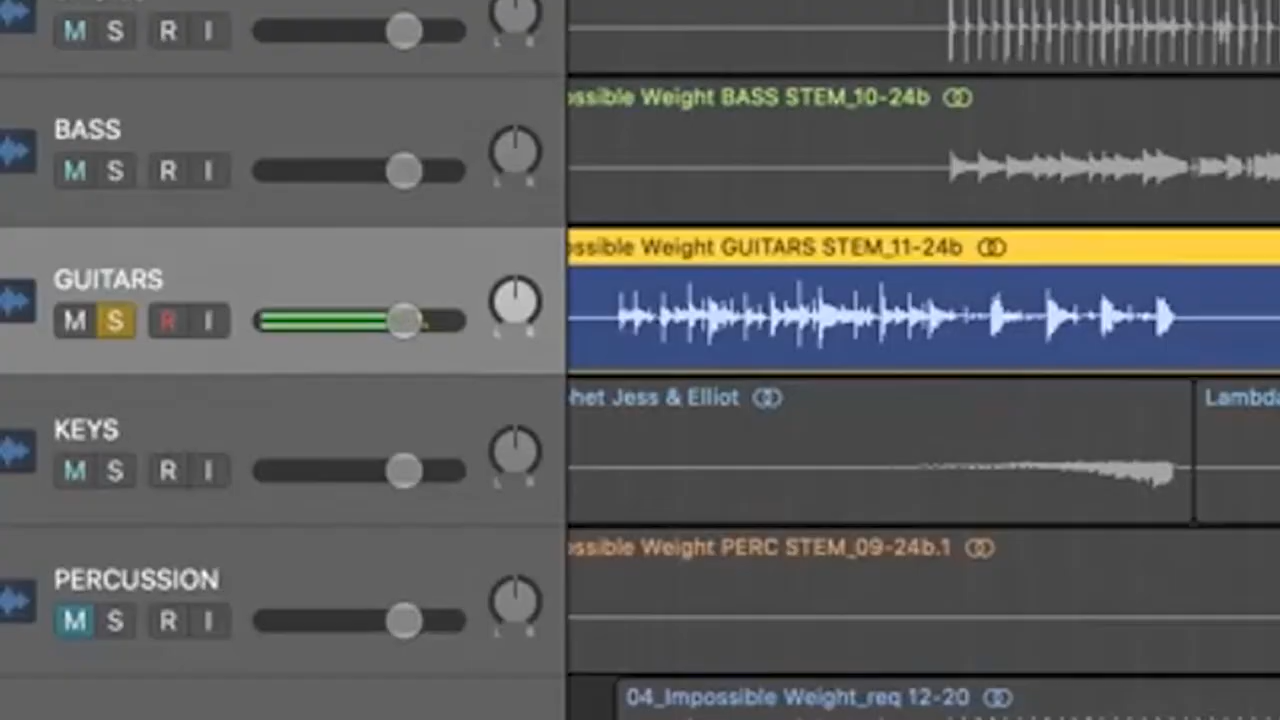 M S R I
L R
ossible Weight BASS STEM_10-24b
BASS
M S R I
L R
ossible Weight GUITARS STEM_11-24b
GUITARS
M S R I
L R
het Jess & Elliot
Lambda
KEYS
M S R I
L R
ossible Weight PERC STEM_09-24b.1
PERCUSSION
M S R I
L R
04_Impossible Weight_req 12-20